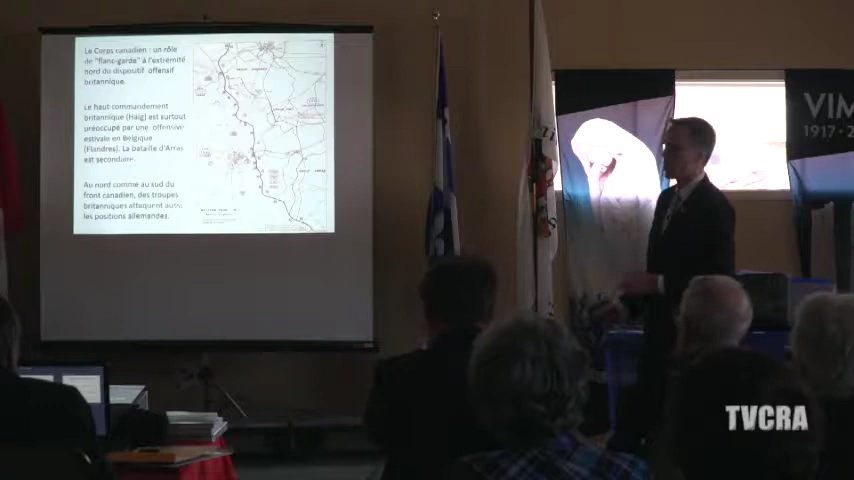 Le Corps canadien : un rôle
de "flanc-garde" à l'extrémité
nord du dispositif offensif
britannique.
Le haut commandement
britannique (Haig) est surtout
préoccupé par une offensive
estivale en Belgique
(Flandres). La bataille d'Arras
est secondaire.
Au nord comme au sud du
front canadien, des troupes
britanniques attaquent aussi
les positions allemandes.
VIM
1917 - 2
TVCRA